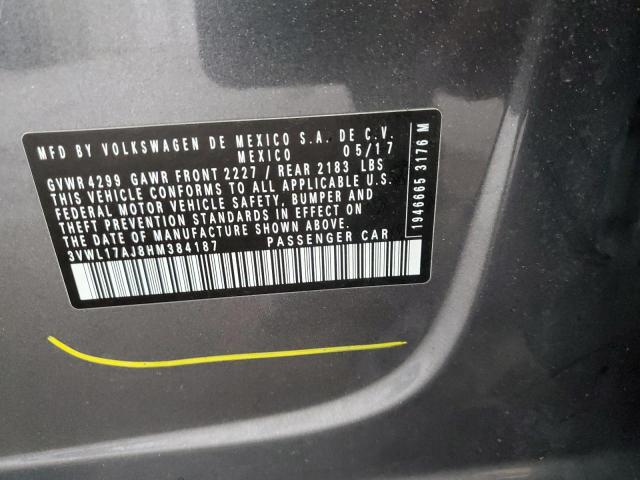 MFD BY VOLKSWAGEN DE MEXICO S.A. DE C.V.
MEXICO 05/17
GVWR 4299 GAWR FRONT 2227 / REAR 2183 LBS
THIS VEHICLE CONFORMS TO ALL APPLICABLE U.S.
FEDERAL MOTOR VEHICLE SAFETY, BUMPER AND
THEFT PREVENTION STANDARDS IN EFFECT ON
THE DATE OF MANUFACTURE SHOWN ABOVE.
3VWL17AJ8HM384187 PASSENGER CAR
1946665 3176 M